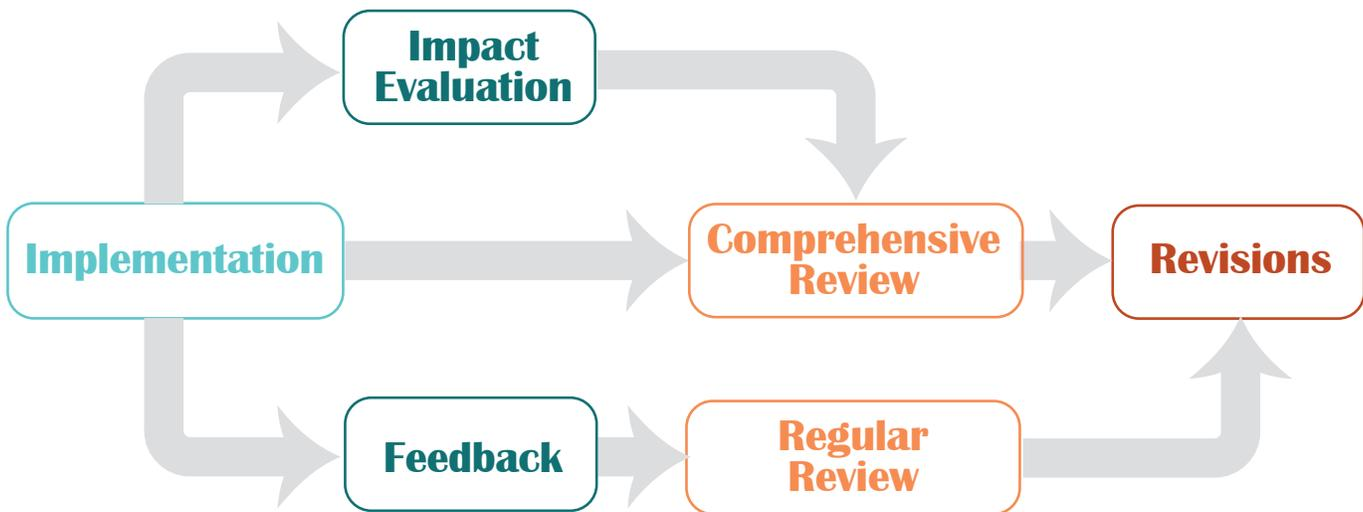 Impact
Evaluation
Implementation
Comprehensive
Review
Revisions
Feedback
Regular
Review